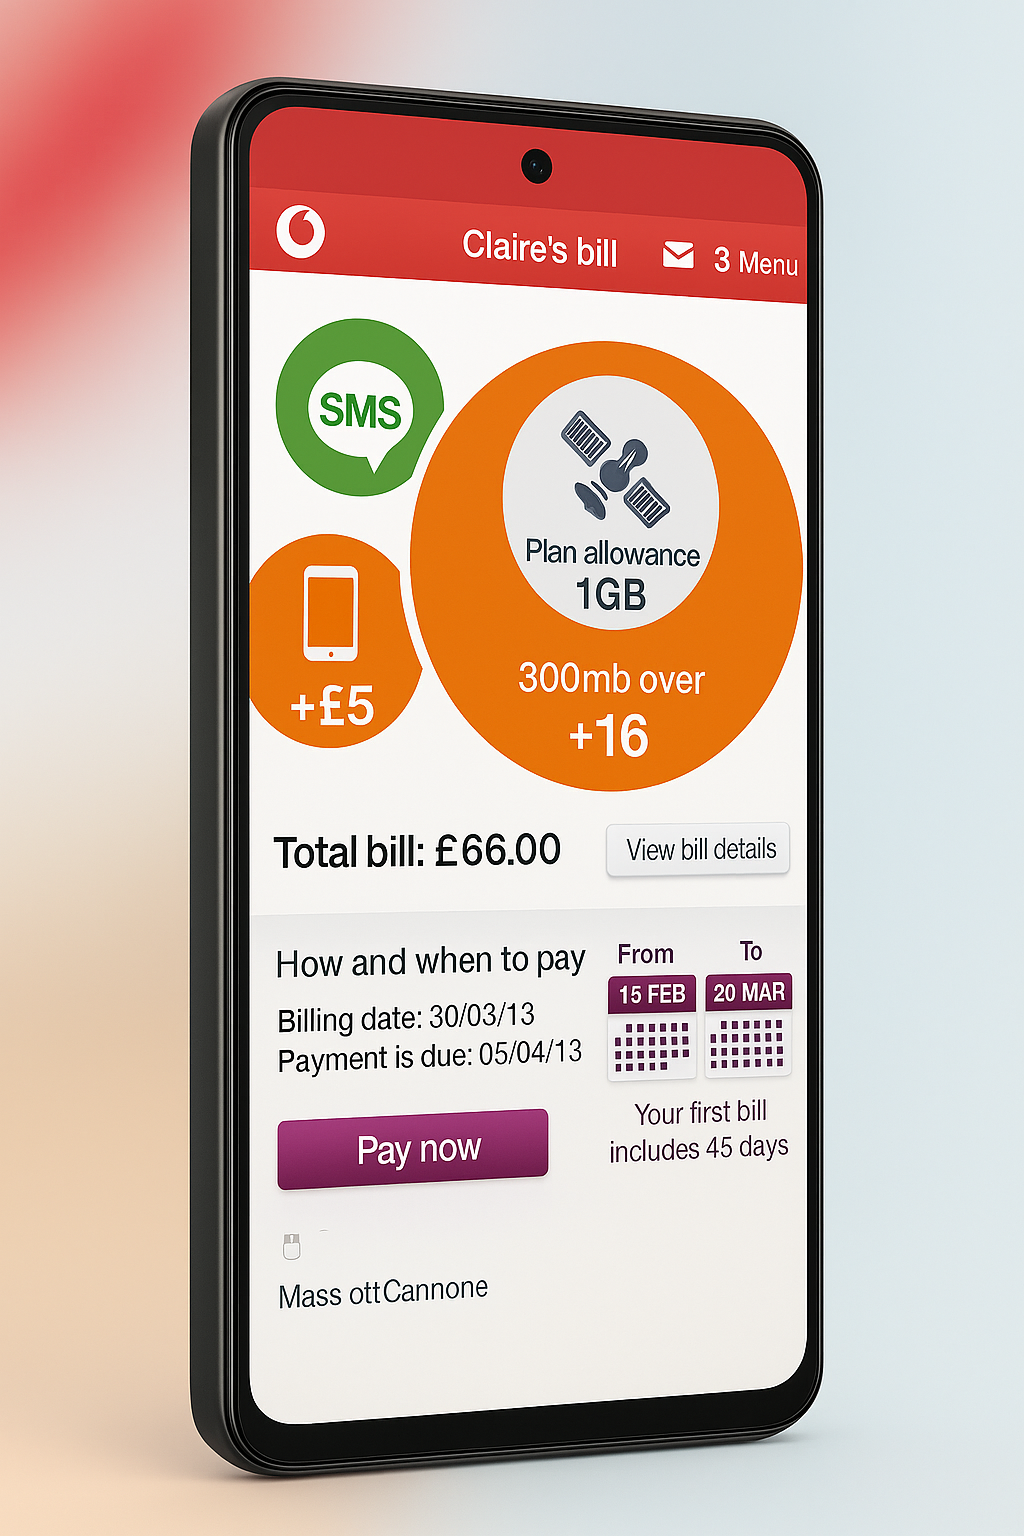 Claire's bill
3 Menu
SMS
Plan allowance
1GB
+£5
300mb over
+16
Total bill: £66.00
View bill details
How and when to pay
From
To
15 FEB
20 MAR
Billing date: 30/03/13
Payment is due: 05/04/13
Pay now
Your first bill
includes 45 days
Mass ottCannone